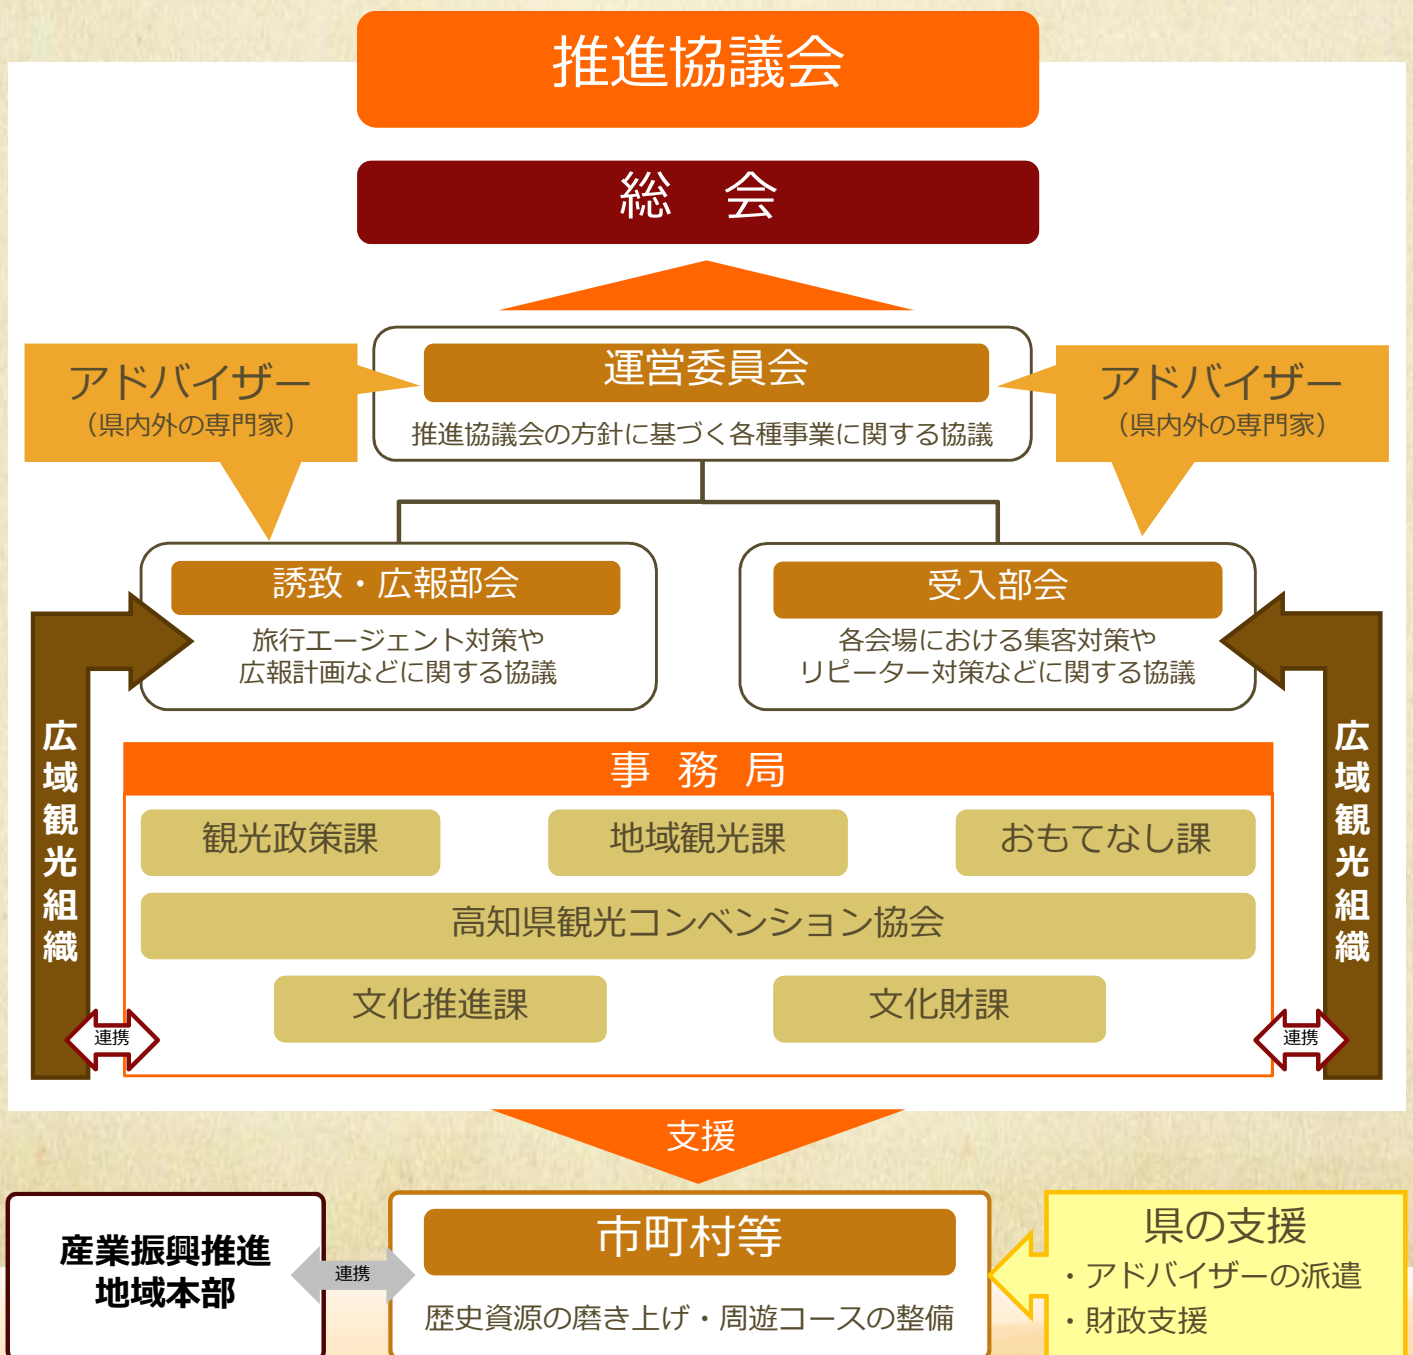 推進協議会
総　会
運営委員会
推進協議会の方針に基づく各種事業に関する協議
アドバイザー
（県内外の専門家）
アドバイザー
（県内外の専門家）
誘致・広報部会
旅行エージェント対策や
広報計画などに関する協議
受入部会
各会場における集客対策や
リピーター対策などに関する協議
広域観光組織
広域観光組織
事 務 局
観光政策課
地域観光課
おもてなし課
高知県観光コンベンション協会
文化推進課
文化財課
連携
連携
支援
産業振興推進
地域本部
連携
市町村等
歴史資源の磨き上げ・周遊コースの整備
県の支援
・アドバイザーの派遣
・財政支援